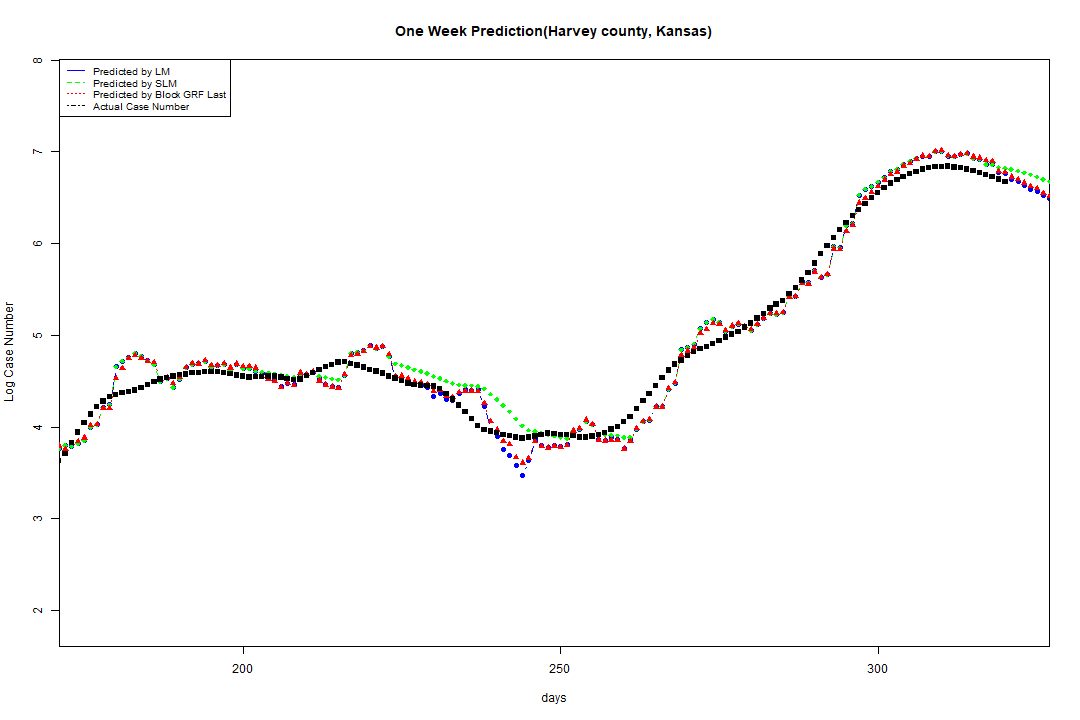 One Week Prediction(Harvey county, Kansas)
Predicted by LM
Predicted by SLM
Predicted by Block GRF Last
Actual Case Number
8
7
6
5
4
3
2
Log Case Number
200
250
300
days